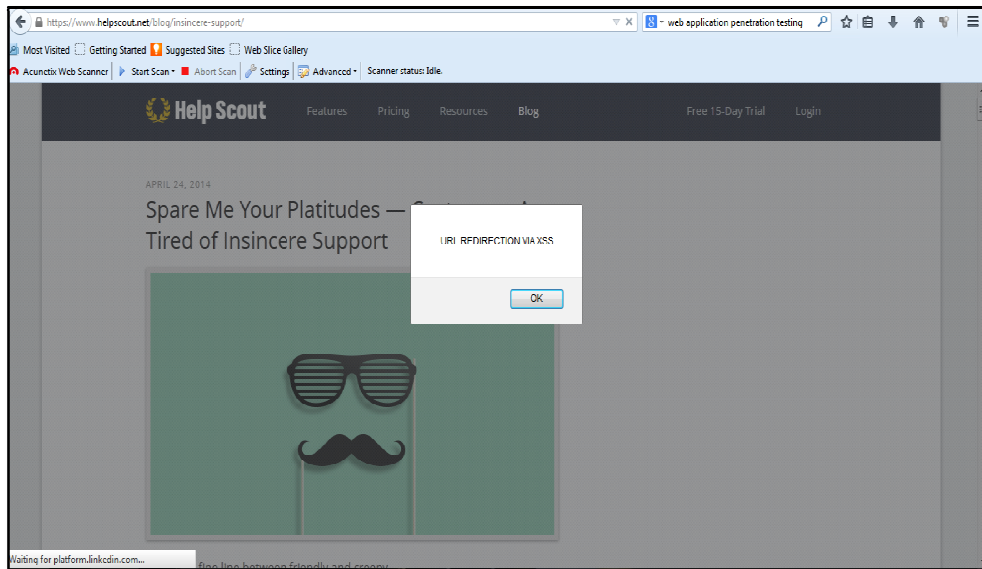 https://www.helpscout.net/blog/insincere-support/
web application penetration testing
Most Visited Getting Started Suggested Sites Web Slice Gallery
Acunetix Web Scanner Start Scan Abort Scan Settings Advanced Scanner status: Idle.
Help Scout Features Pricing Resources Blog Free 15-Day Trial Login
APRIL 24, 2014
Spare Me Your Platitudes —
Tired of Insincere Support
URL REDIRECTION VIA XSS
OK
Waiting for platform.linkedin.com...
fine line between friendly and creepy